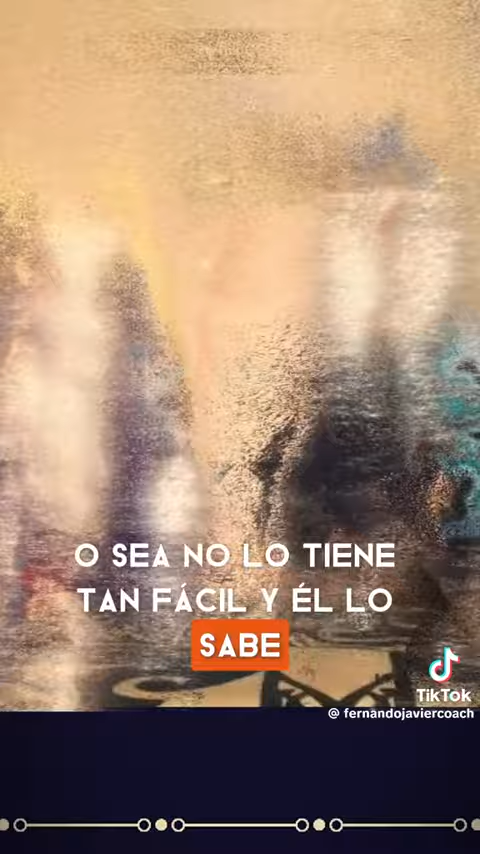 O SEA NO LO TIENE
TAN FÁCIL Y ÉL LO
SABE
TikTok
@ fernandojaviercoach